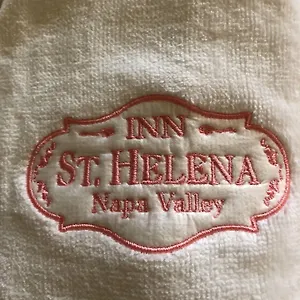 INN
ST. HELENA
Napa Valley